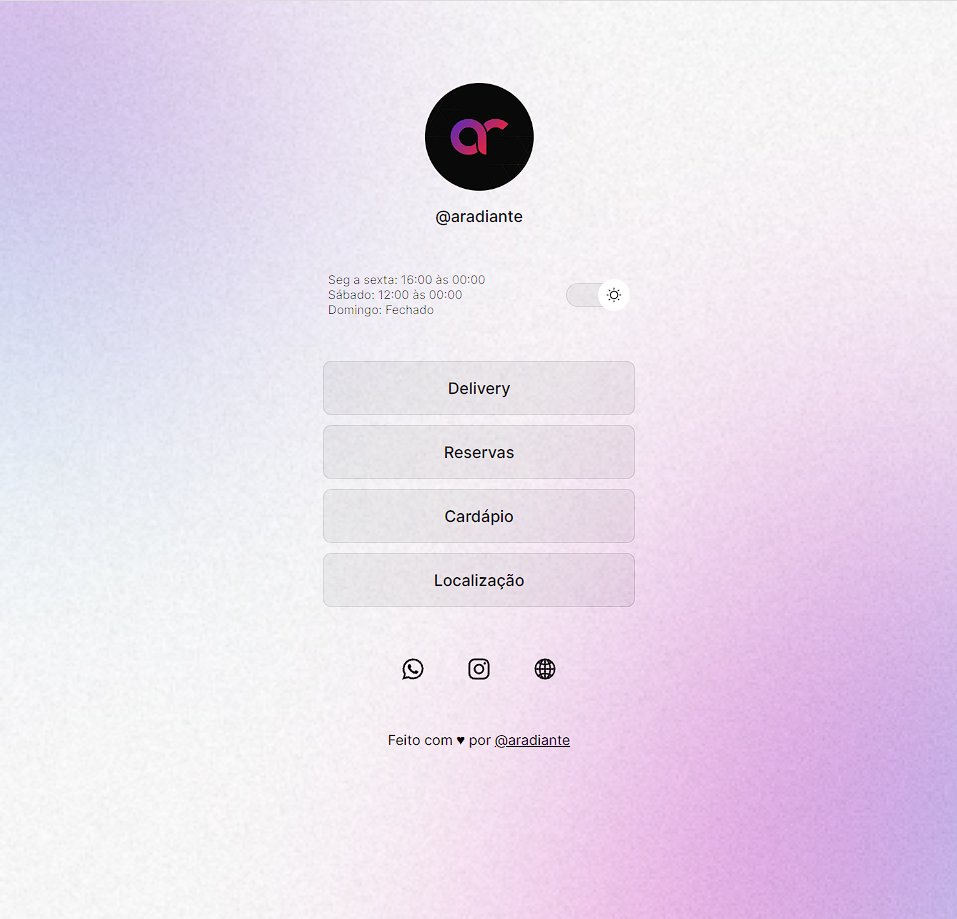 ar
@aradiante
Seg a sexta: 16:00 às 00:00
Sábado: 12:00 às 00:00
Domingo: Fechado
Delivery
Reservas
Cardápio
Localização
Feito com ♥ por @aradiante